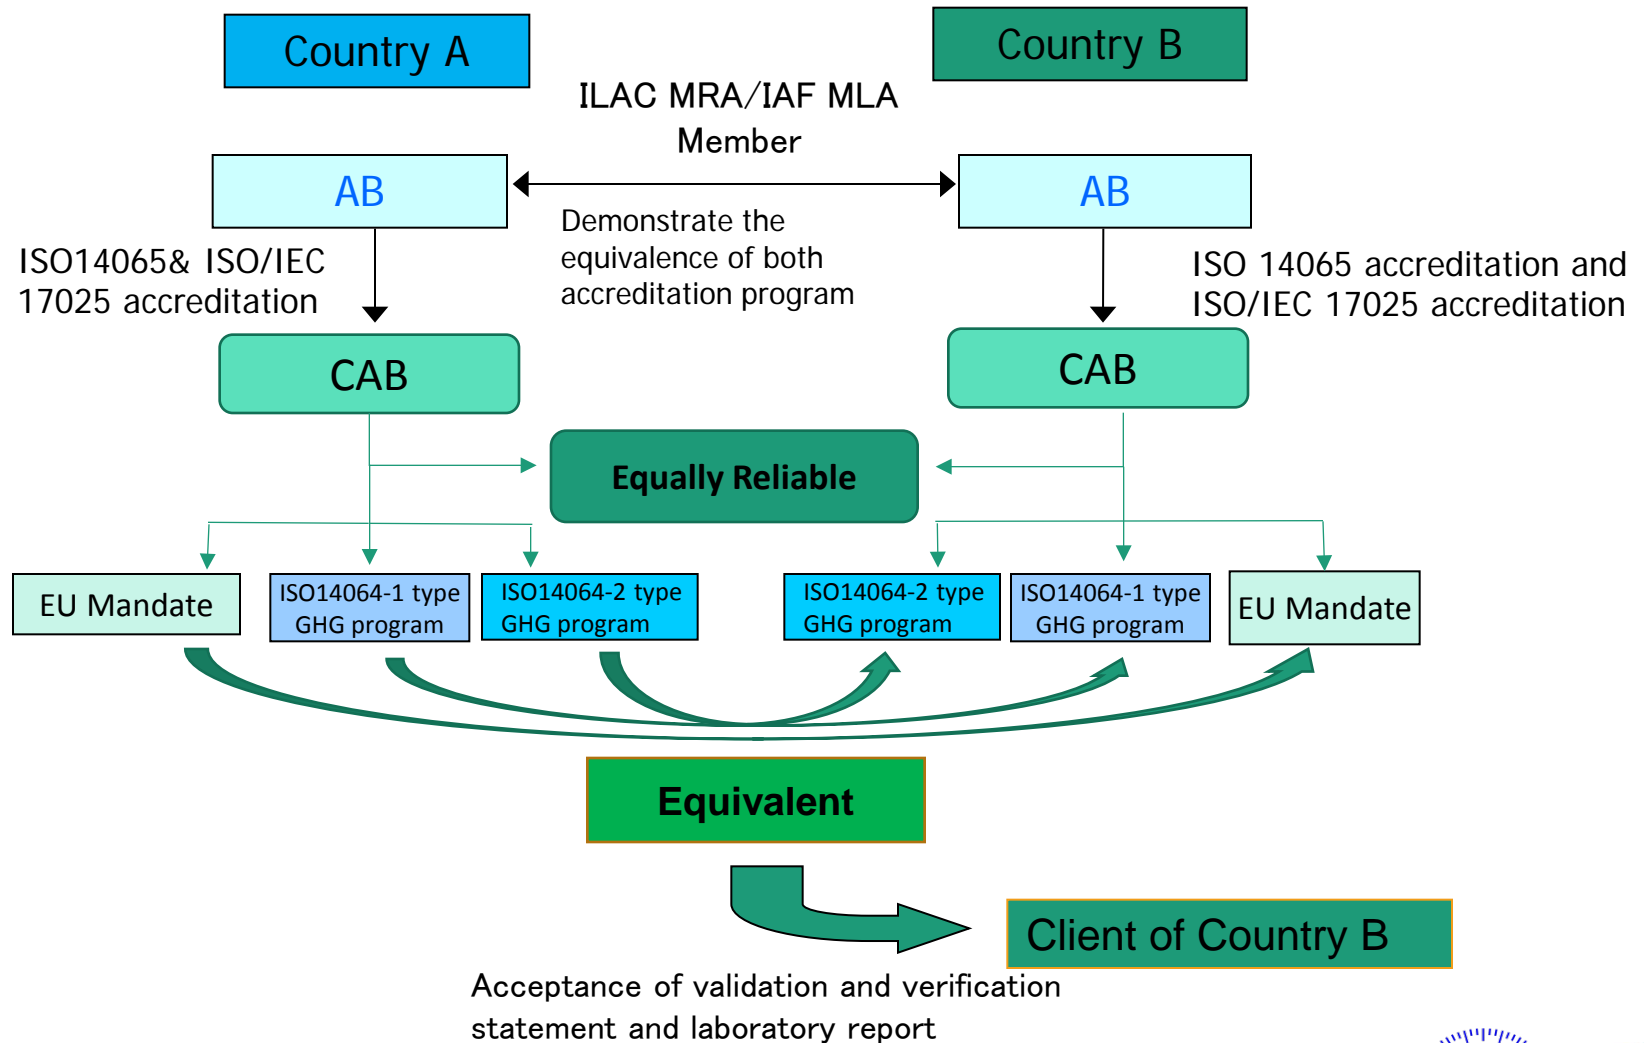 Country A
Country B
ILAC MRA/IAF MLA
Member
AB
AB
Demonstrate the
equivalence of both
accreditation program
ISO14065& ISO/IEC
17025 accreditation
ISO 14065 accreditation and
ISO/IEC 17025 accreditation
CAB
CAB
Equally Reliable
EU Mandate
ISO14064-1 type
GHG program
ISO14064-2 type
GHG program
ISO14064-2 type
GHG program
ISO14064-1 type
GHG program
EU Mandate
Equivalent
Client of Country B
Acceptance of validation and verification
statement and laboratory report